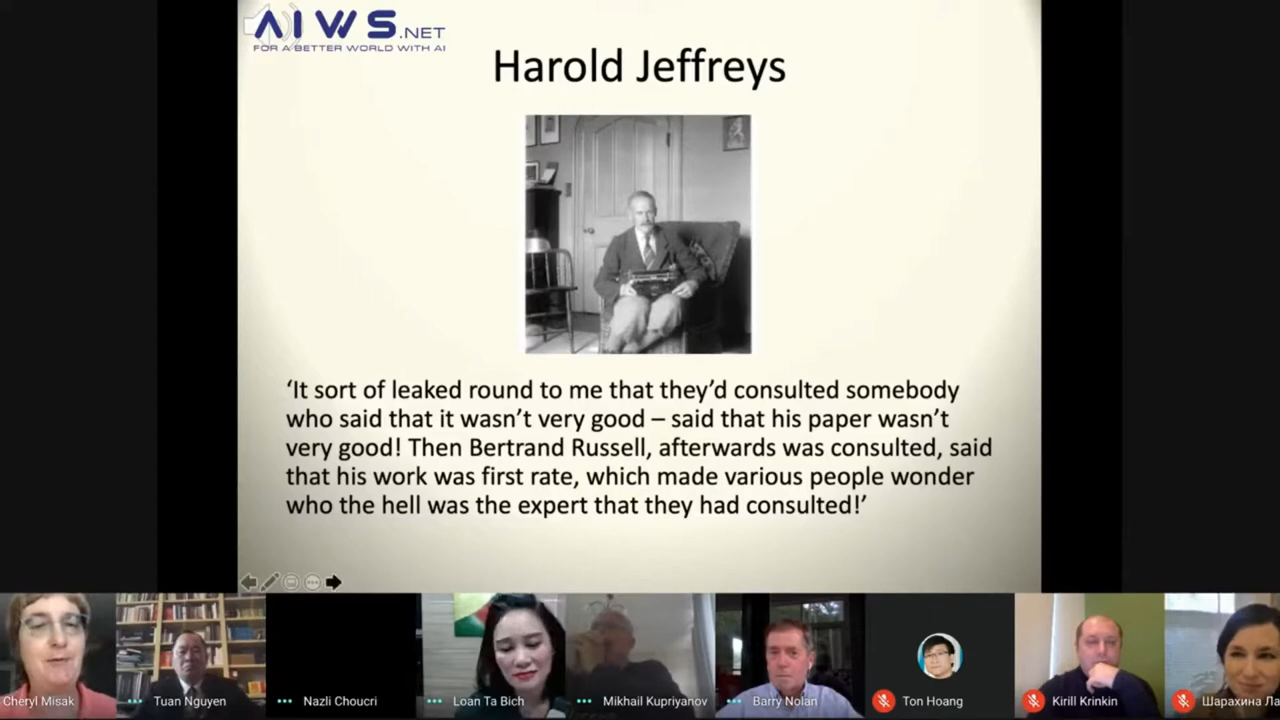 AIWS.NET
FOR A BETTER WORLD WITH AI
Harold Jeffreys
‘It sort of leaked round to me that they’d consulted somebody
who said that it wasn’t very good – said that his paper wasn’t
very good! Then Bertrand Russell, afterwards was consulted, said
that his work was first rate, which made various people wonder
who the hell was the expert that they had consulted!’
Cheryl Misak
Tuan Nguyen
Nazli Choucri
Loan Ta Bich
Mikhail Kupriyanov
Barry Nolan
Ton Hoang
Kirill Krinkin
Шарахина Ла